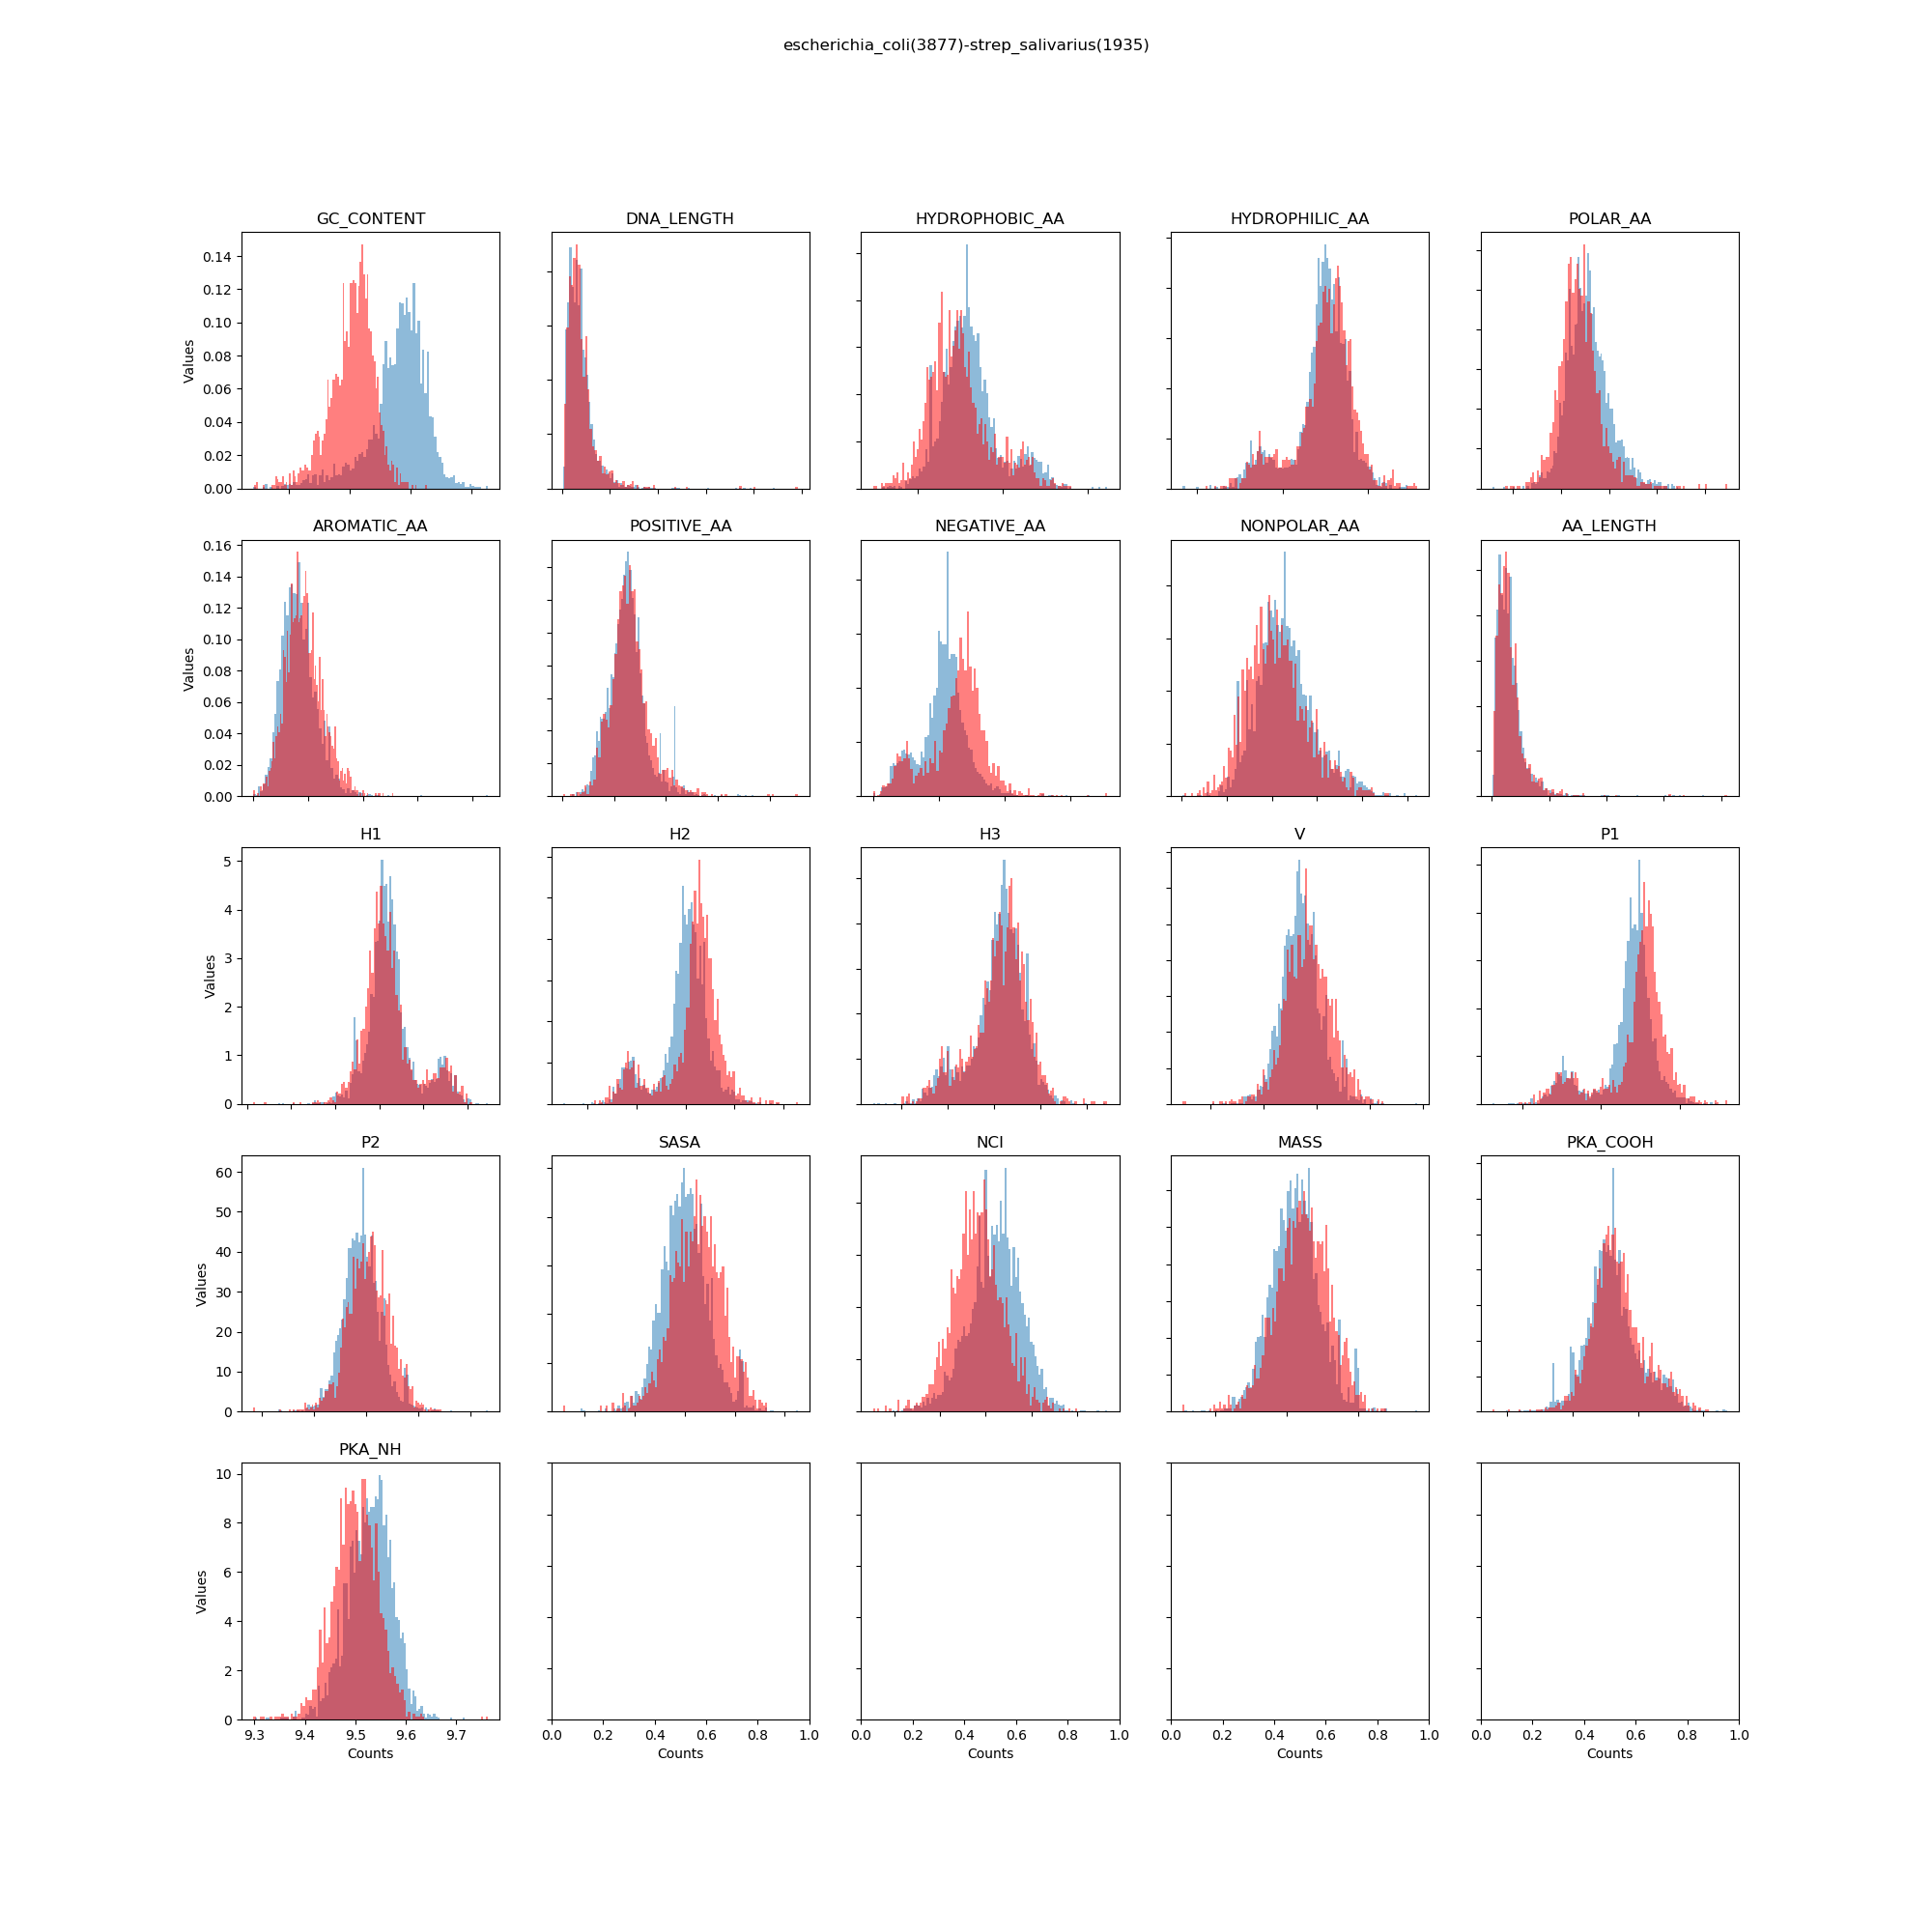 escherichia_coli(3877)-strep_salivarius(1935)
GC_CONTENT DNA_LENGTH HYDROPHOBIC_AA HYDROPHILIC_AA POLAR_AA
0.14
0.12
0.10
0.08
0.06
0.04
0.02
0.00
Values
AROMATIC_AA POSITIVE_AA NEGATIVE_AA NONPOLAR_AA AA_LENGTH
0.16
0.14
0.12
0.10
0.08
0.06
0.04
0.02
0.00
Values
H1 H2 H3 V P1
5
4
3
2
1
0
Values
P2 SASA NCI MASS PKA_COOH
60
50
40
30
20
10
0
Values
PKA_NH
10
8
6
4
2
0
Values
9.3 9.4 9.5 9.6 9.7 0.0 0.2 0.4 0.6 0.8 1.0 0.0 0.2 0.4 0.6 0.8 1.0 0.0 0.2 0.4 0.6 0.8 1.0 0.0 0.2 0.4 0.6 0.8 1.0
Counts Counts Counts Counts Counts